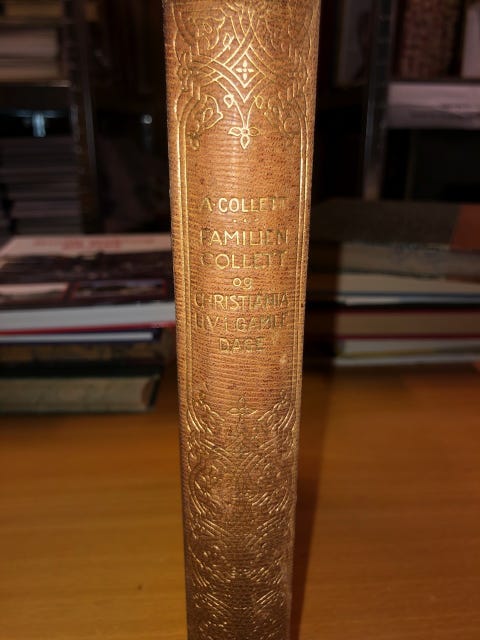 A·COLLETT
FAMILIEN
COLLETT
OG
CHRISTIANIA
LIV I GAMLE
DAGE